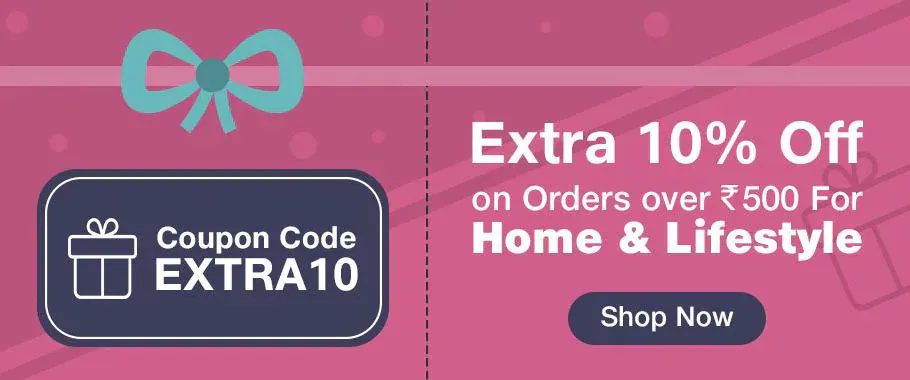 Coupon Code
EXTRA10
Extra 10% Off
on Orders over ₹500 For
Home & Lifestyle
Shop Now